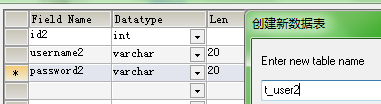 Field Name Datatype Len
id2 int
username2 varchar 20
* password2 varchar 20
创建新数据表
Enter new table name
t_user2